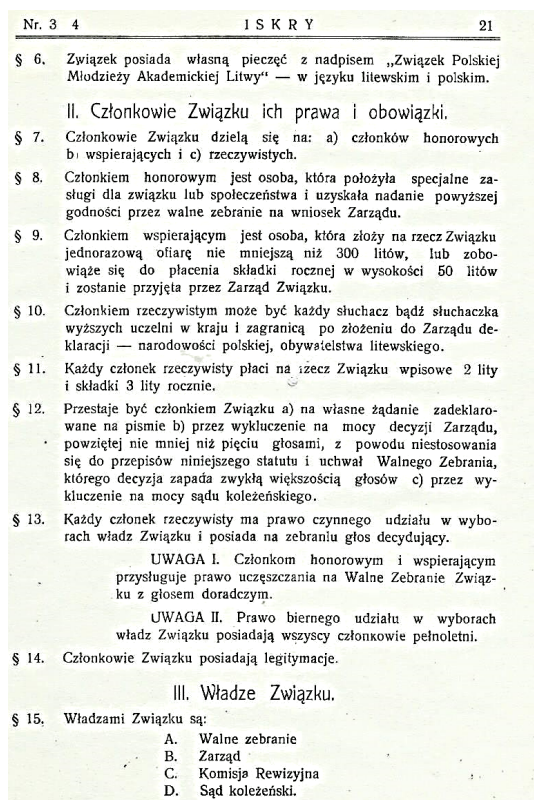 Nr. 3 4 ISKRY 21
§ 6. Związek posiada własną pieczęć z nadpisem „Związek Polskiej
Młodzieży Akademickiej Litwy“ — w języku litewskim i polskim.
II. Członkowie Związku ich prawa i obowiązki.
§ 7. Członkowie Związku dzielą się na: a) członków honorowych
b) wspierających i c) rzeczywistych.
§ 8. Członkiem honorowym jest osoba, która położyła specjalne za-
sługi dla związku lub społeczeństwa i uzyskała nadanie powyższej
godności przez walne zebranie na wniosek Zarządu.
§ 9. Członkiem wspierającym jest osoba, która złoży na rzecz Związku
jednorazową ofiarę nie mniejszą niż 300 litów, lub zobo-
wiąże się do płacenia składki rocznej w wysokości 50 litów
i zostanie przyjęta przez Zarząd Związku.
§ 10. Członkiem rzeczywistym może być każdy słuchacz bądź słuchaczka
wyższych uczelni w kraju i zagranicą po złożeniu do Zarządu de-
klaracji — narodowości polskiej, obywatelstwa litewskiego.
§ 11. Każdy członek rzeczywisty płaci na rzecz Związku wpisowe 2 lity
i składki 3 lity rocznie.
§ 12. Przestaje być członkiem Związku a) na własne żądanie zadeklaro-
wane na piśmie b) przez wykluczenie na mocy decyzji Zarządu,
powziętej nie mniej niż pięciu głosami, z powodu niestosowania
się do przepisów niniejszego statutu i uchwał Walnego Zebrania,
którego decyzja zapada zwykłą większością głosów c) przez wy-
kluczenie na mocy sądu koleżeńskiego.
§ 13. Każdy członek rzeczywisty ma prawo czynnego udziału w wybo-
rach władz Związku i posiada na zebraniu głos decydujący.
UWAGA I. Członkom honorowym i wspierającym
przysługuje prawo uczęszczania na Walne Zebranie Związ-
ku z głosem doradczym.
UWAGA II. Prawo biernego udziału w wyborach
władz Związku posiadają wszyscy członkowie pełnoletni.
§ 14. Członkowie Związku posiadają legitymacje.
III. Władze Związku.
§ 15. Władzami Związku są:
A. Walne zebranie
B. Zarząd
C. Komisja Rewizyjna
D. Sąd koleżeński.